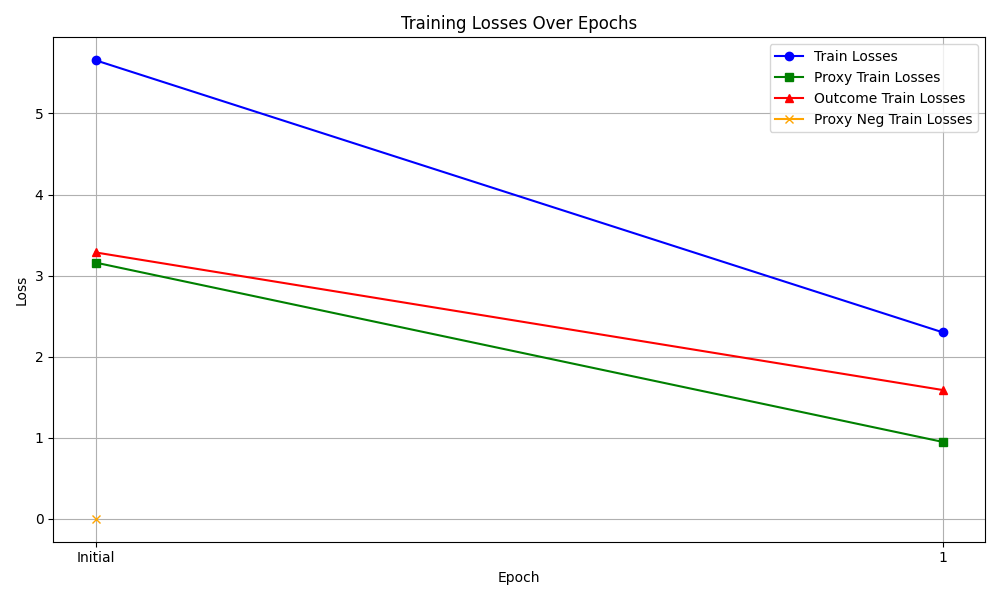 Training Losses Over Epochs
Train Losses
Proxy Train Losses
Outcome Train Losses
Proxy Neg Train Losses
Loss
5
4
3
2
1
0
Initial
1
Epoch